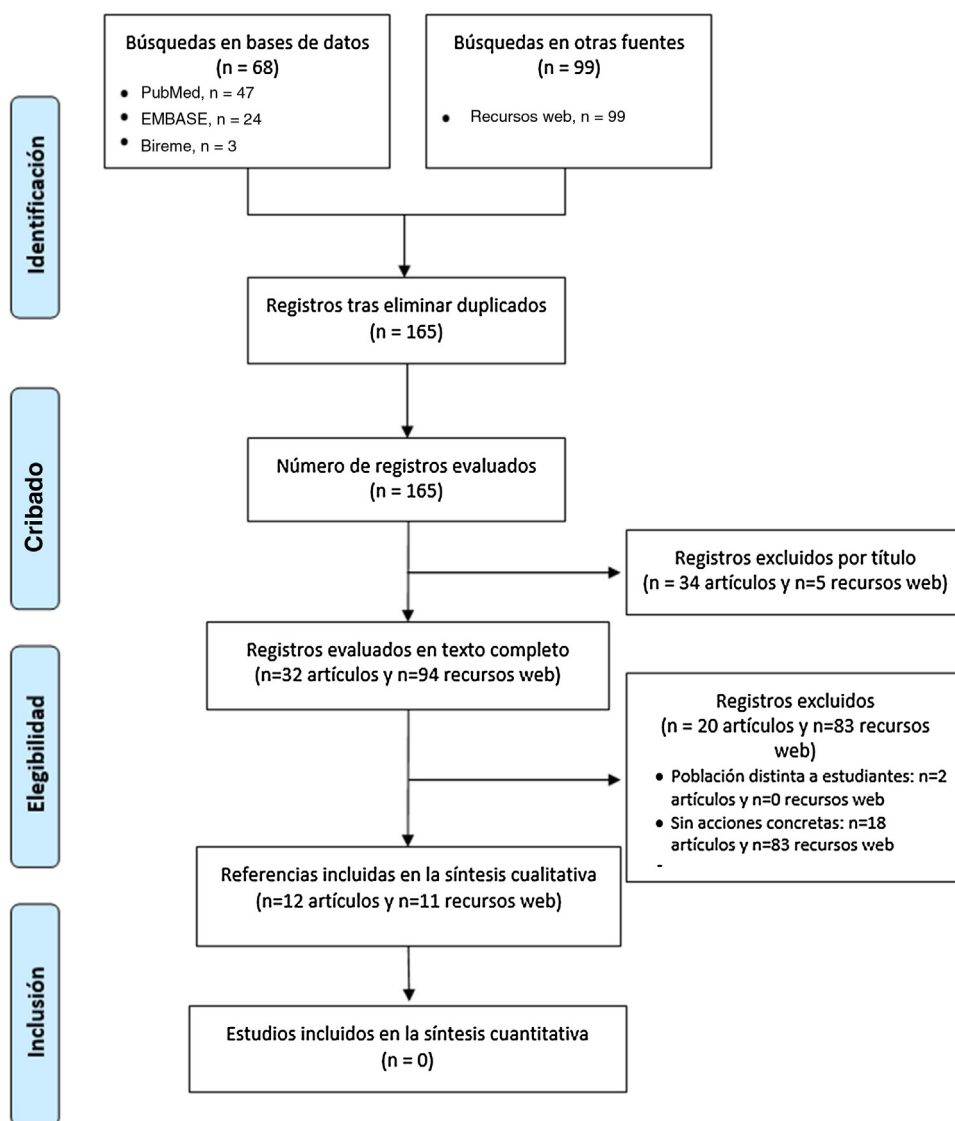 Búsquedas en bases de datos
(n = 68)
• PubMed, n = 47
• EMBASE, n = 24
• Bireme, n = 3
Búsquedas en otras fuentes
(n = 99)
• Recursos web, n = 99
Identificación
Registros tras eliminar duplicados
(n = 165)
Cribado
Número de registros evaluados
(n = 165)
Registros excluidos por título
(n = 34 artículos y n=5 recursos web)
Elegibilidad
Registros evaluados en texto completo
(n=32 artículos y n=94 recursos web)
Registros excluidos
(n = 20 artículos y n=83 recursos
web)
• Población distinta a estudiantes: n=2
artículos y n=0 recursos web
• Sin acciones concretas: n=18
artículos y n=83 recursos web
-
Referencias incluidas en la síntesis cualitativa
(n=12 artículos y n=11 recursos web)
Inclusión
Estudios incluidos en la síntesis cuantitativa
(n = 0)